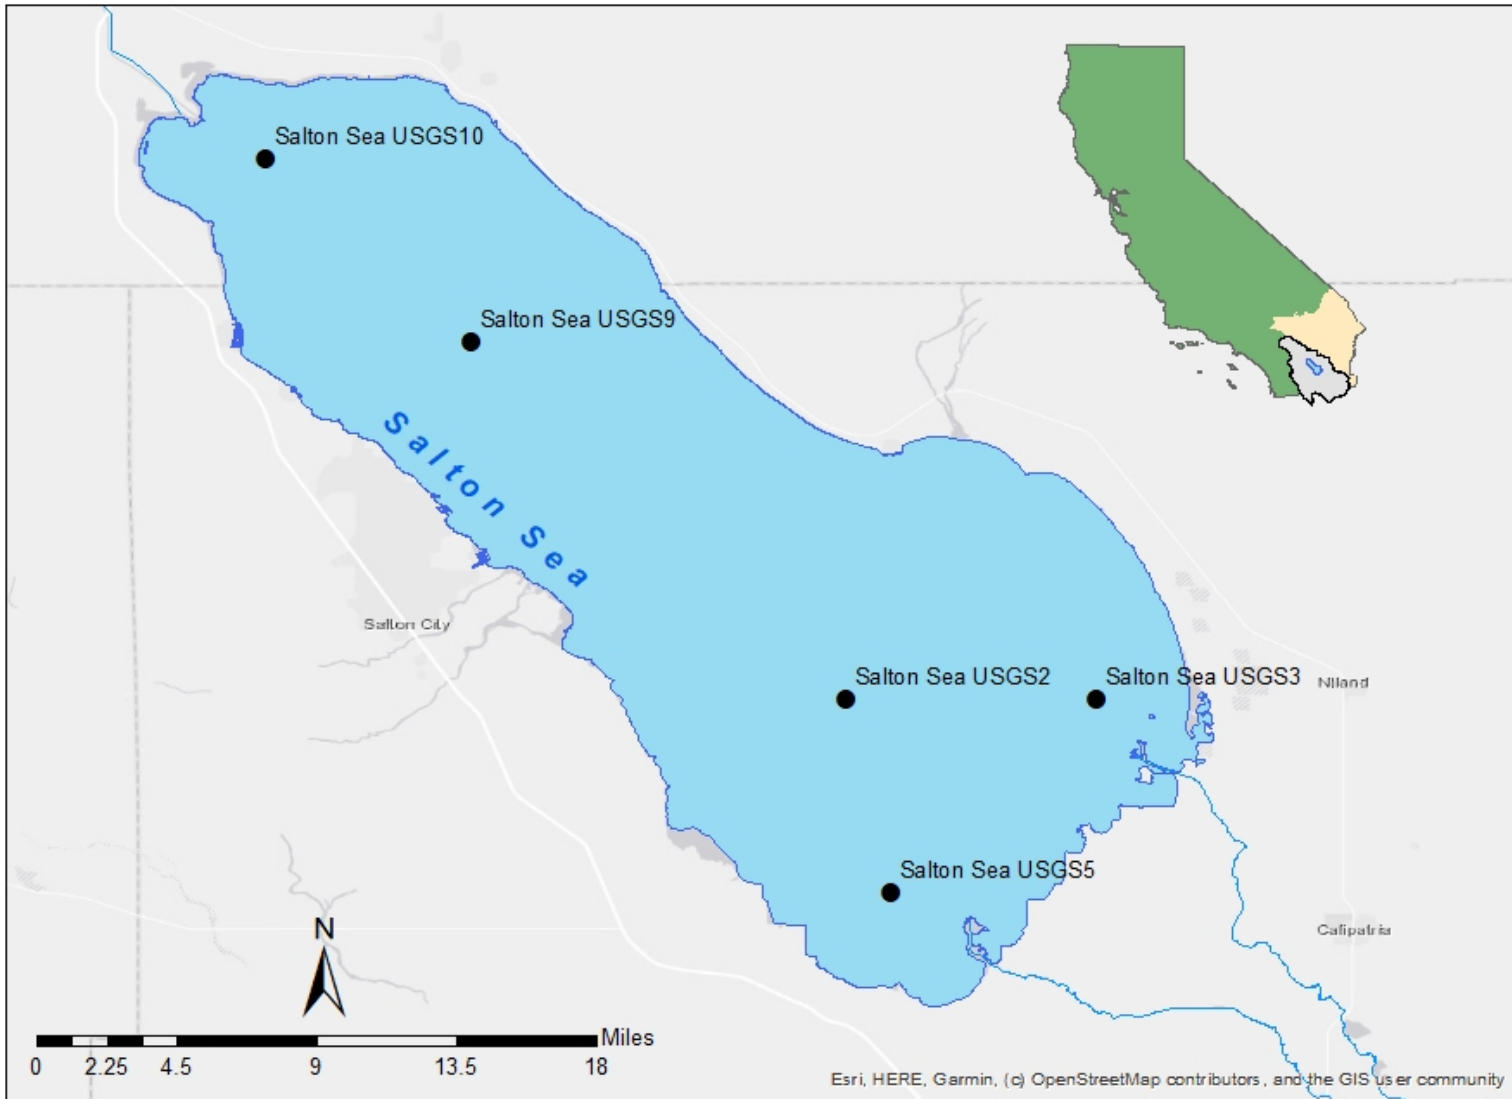 Salton Sea USGS10
Salton Sea USGS9
Salton Sea
Salton City
Salton Sea USGS2
Salton Sea USGS3
Niland
Salton Sea USGS5
Calipatria
N
Miles
0 2.25 4.5 9 13.5 18
Esri, HERE, Garmin, (c) OpenStreetMap contributors, and the GIS user community